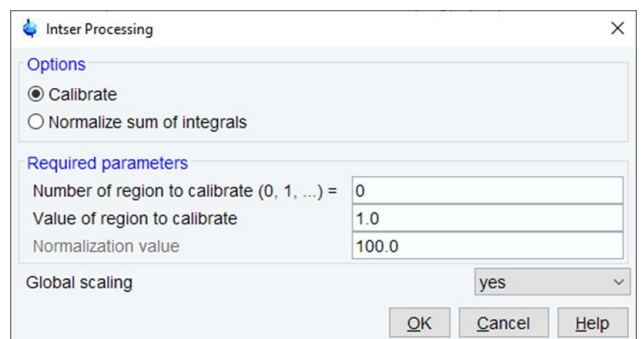 Intser Processing
Options
Calibrate
Normalize sum of integrals
Required parameters
Number of region to calibrate (0, 1, ...) = 0
Value of region to calibrate 1.0
Normalization value 100.0
Global scaling yes
OK Cancel Help